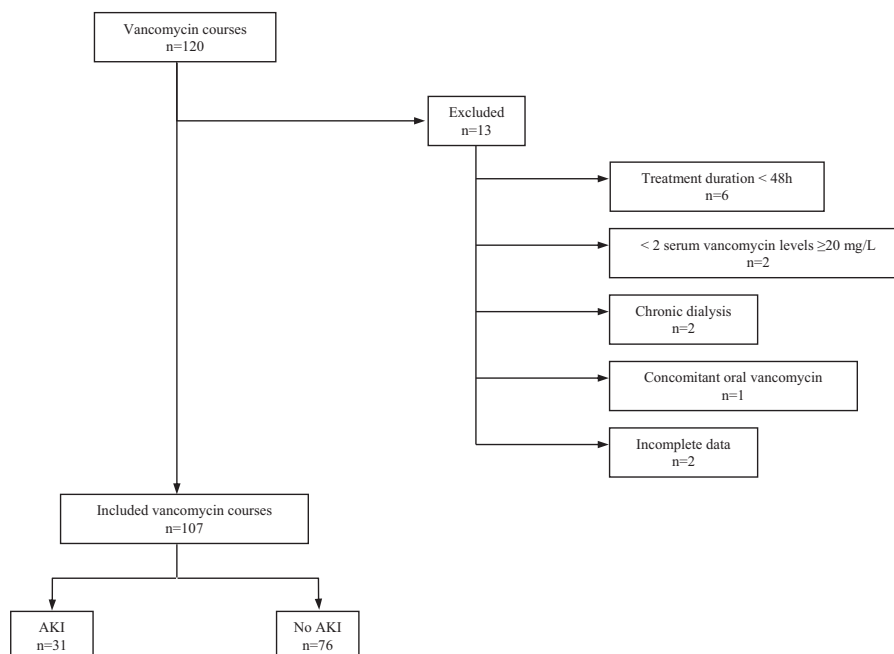 Vancomycin courses
n=120
Excluded
n=13
Treatment duration < 48h
n=6
< 2 serum vancomycin levels ≥20 mg/L
n=2
Chronic dialysis
n=2
Concomitant oral vancomycin
n=1
Incomplete data
n=2
Included vancomycin courses
n=107
AKI
n=31
No AKI
n=76